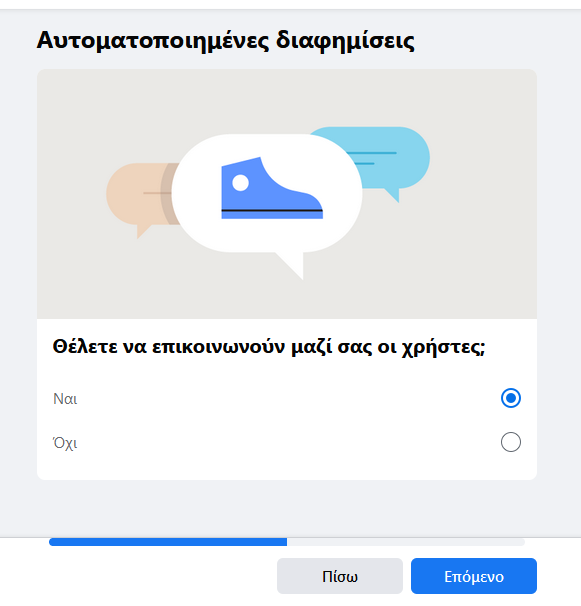 Αυτοματοποιημένες διαφημίσεις
Θέλετε να επικοινωνούν μαζί σας οι χρήστες;
Ναι
Όχι
Πίσω
Επόμενο